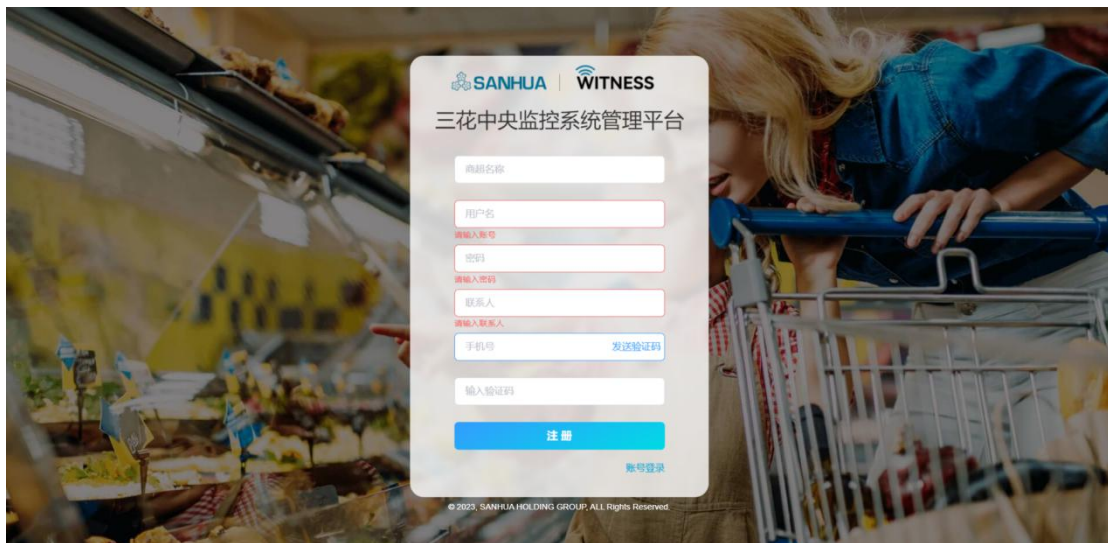 SANHUA | WITNESS
三花中央监控系统管理平台
商超名称
用户名
请输入账号
密码
请输入密码
联系人
请输入联系人
手机号 发送验证码
输入验证码
注 册
账号登录
© 2023, SANHUA HOLDING GROUP, ALL Rights Reserved.